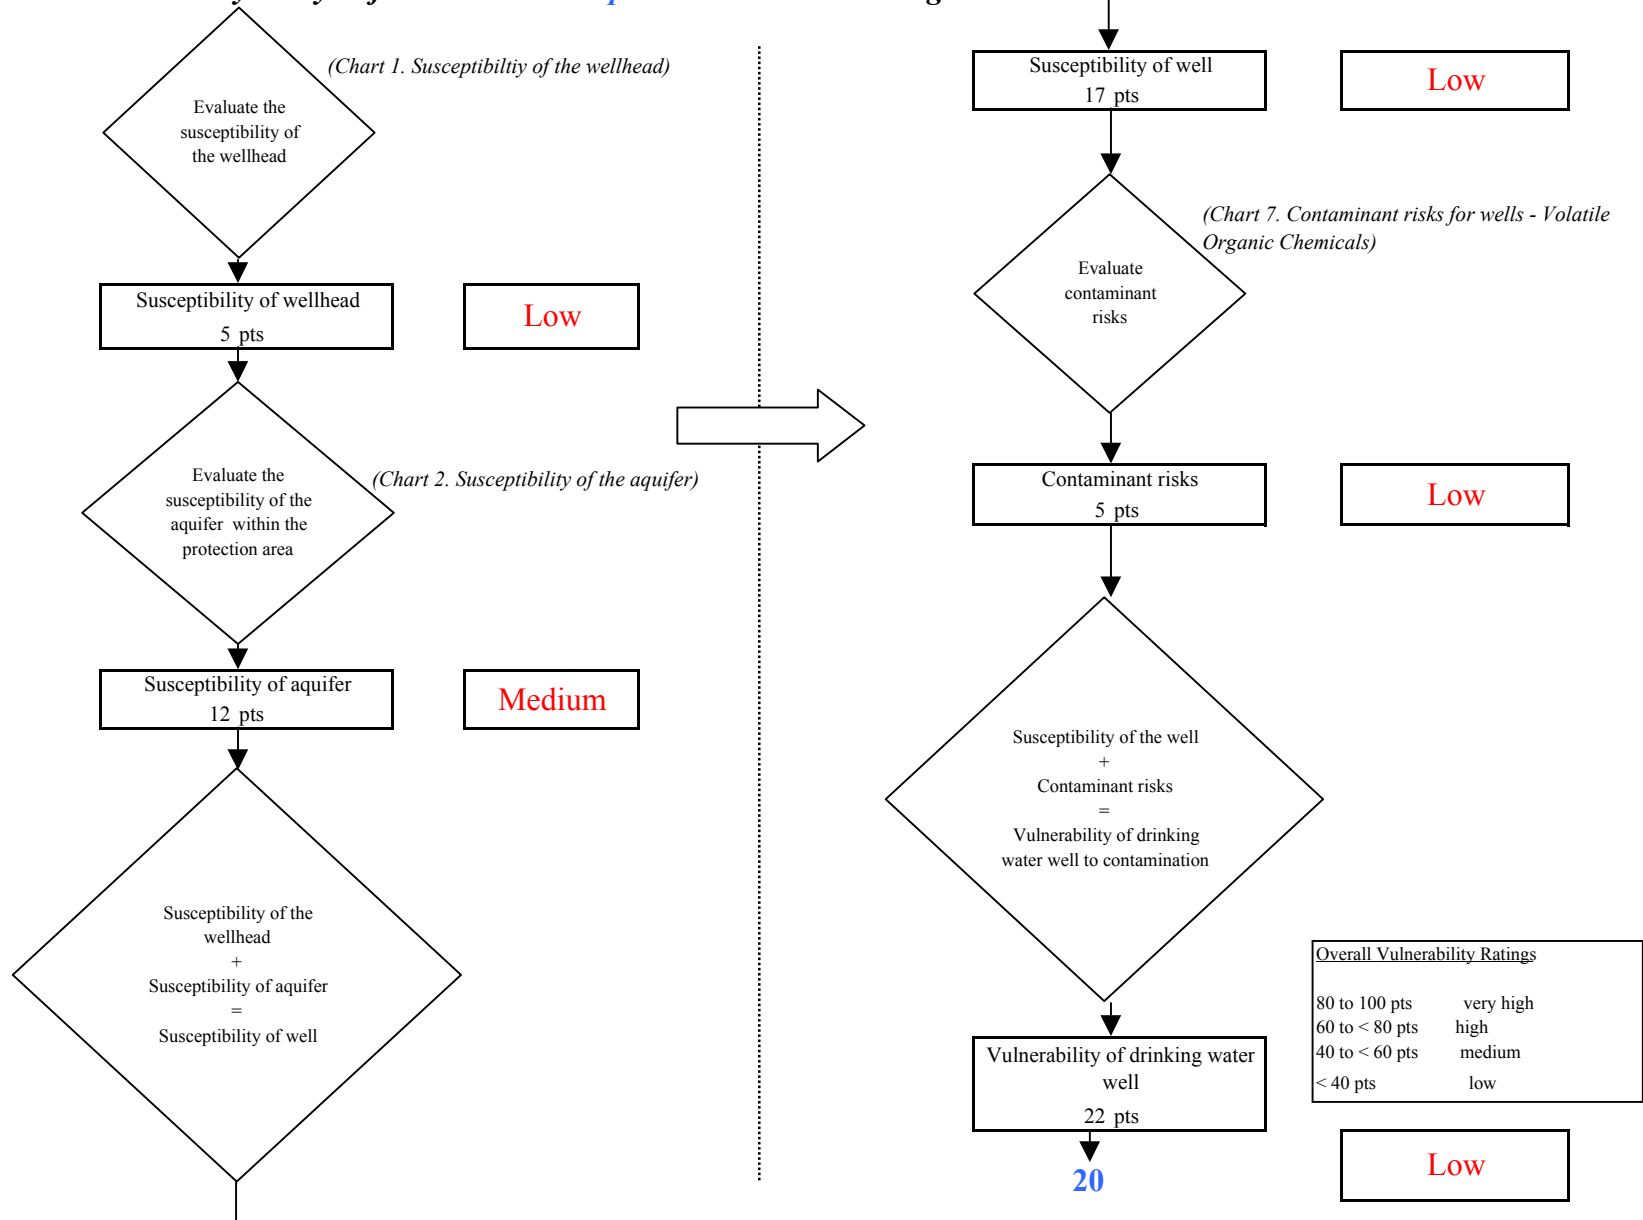 (Chart 1. Susceptibiltiy of the wellhead)
Evaluate the
susceptibility of
the wellhead
Susceptibility of wellhead
5 pts
Low
(Chart 2. Susceptibility of the aquifer)
Evaluate the
susceptibility of the
aquifer within the
protection area
Susceptibility of aquifer
12 pts
Medium
Susceptibility of the
wellhead
+
Susceptibility of aquifer
=
Susceptibility of well
Susceptibility of well
17 pts
Low
(Chart 7. Contaminant risks for wells - Volatile
Organic Chemicals)
Evaluate
contaminant
risks
Contaminant risks
5 pts
Low
Susceptibility of the well
+
Contaminant risks
=
Vulnerability of drinking
water well to contamination
Overall Vulnerability Ratings
80 to 100 pts very high
60 to < 80 pts high
40 to < 60 pts medium
< 40 pts low
Vulnerability of drinking water
well
22 pts
20
Low